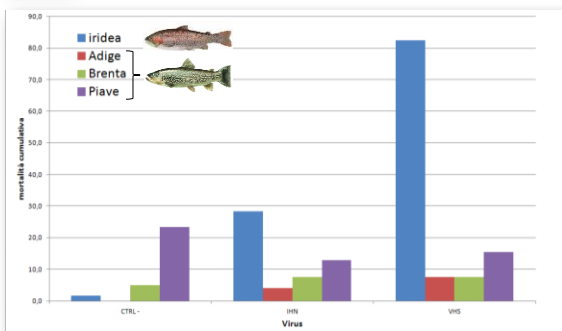 90,0
80,0
70,0
60,0
50,0
40,0
30,0
20,0
10,0
0,0
mortalità cumulativa
iridea
Adige
Brenta
Piave
CTRL -
IHN
VHS
Virus